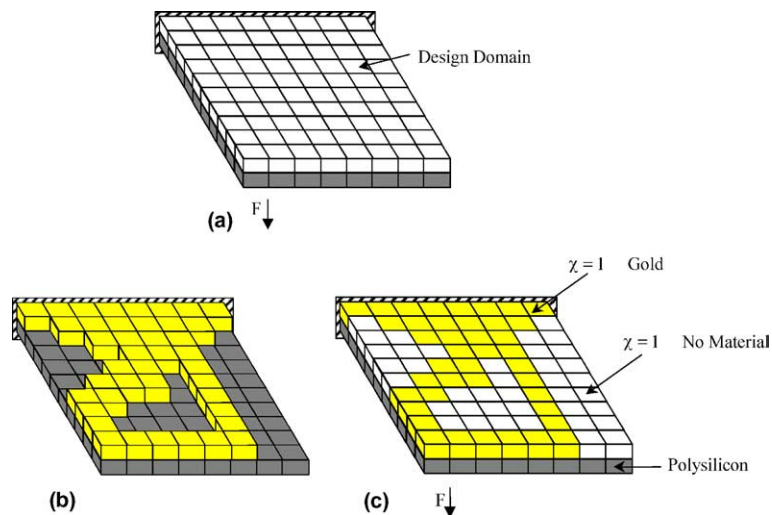 Design Domain
F
(a)
χ = 1 Gold
χ = 1 No Material
Polysilicon
(b)
(c)
F